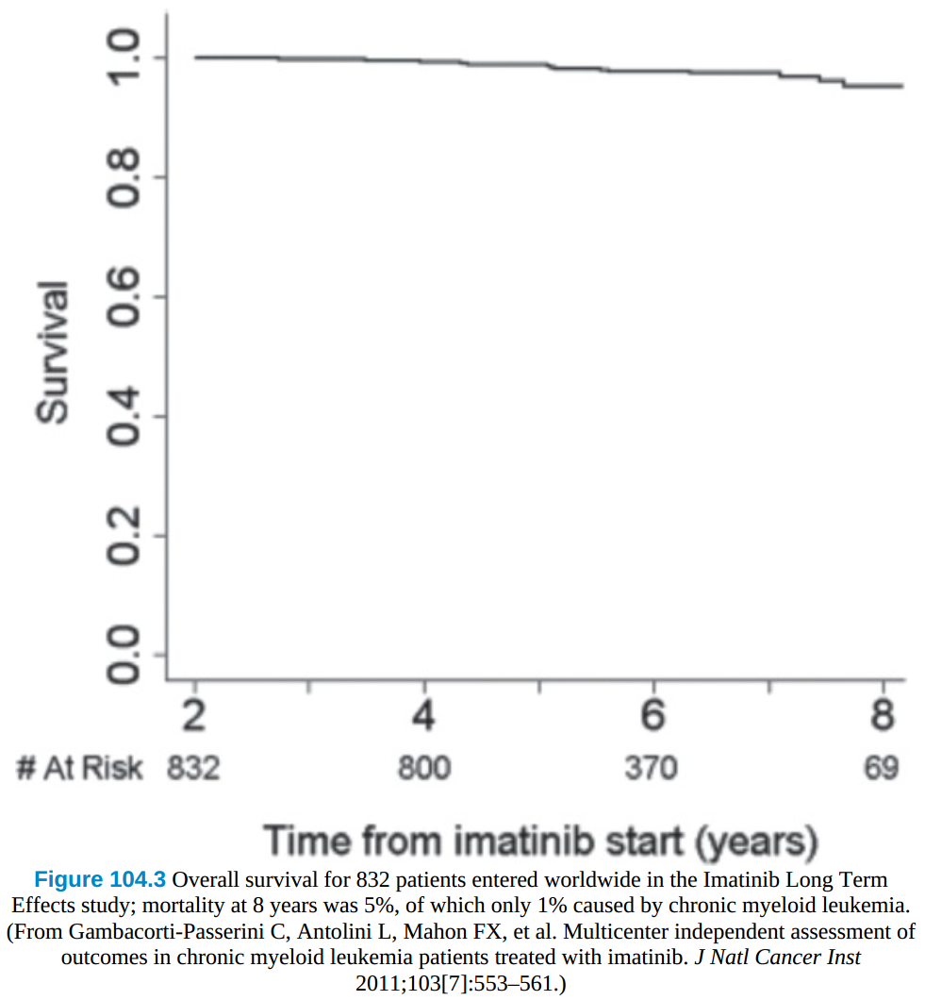 1.0
0.8
0.6
0.4
0.2
0.0
Survival
2 4 6 8
# At Risk 832 800 370 69
Time from imatinib start (years)
Figure 104.3 Overall survival for 832 patients entered worldwide in the Imatinib Long Term
Effects study; mortality at 8 years was 5%, of which only 1% caused by chronic myeloid leukemia.
(From Gambacorti-Passerini C, Antolini L, Mahon FX, et al. Multicenter independent assessment of
outcomes in chronic myeloid leukemia patients treated with imatinib. J Natl Cancer Inst
2011;103[7]:553–561.)